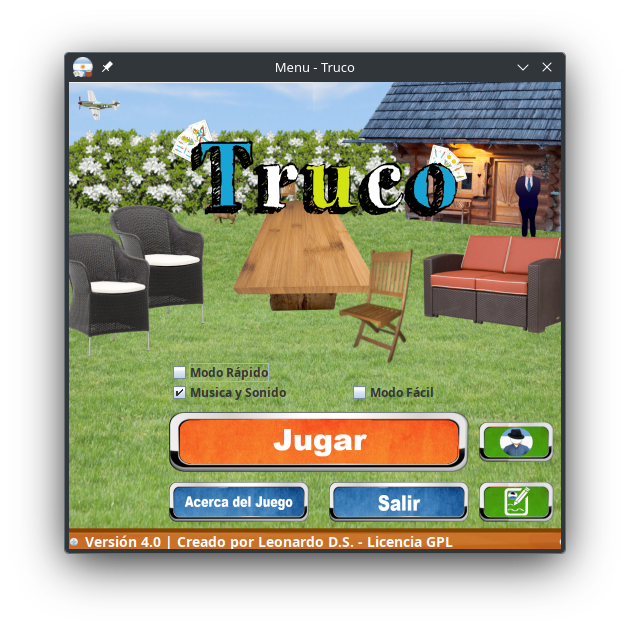 Menu - Truco
Truco
Modo Rápido
Musica y Sonido
Modo Fácil
Jugar
Acerca del Juego
Salir
Versión 4.0 | Creado por Leonardo D.S. - Licencia GPL